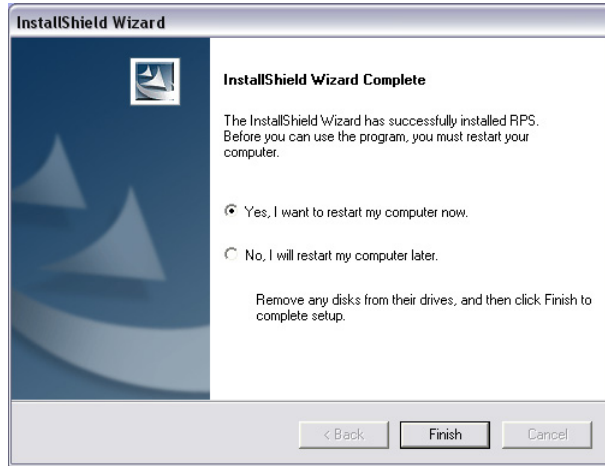 InstallShield Wizard
InstallShield Wizard Complete
The InstallShield Wizard has successfully installed RPS.
Before you can use the program, you must restart your
computer.
Yes, I want to restart my computer now.
No, I will restart my computer later.
Remove any disks from their drives, and then click Finish to
complete setup.
< Back
Finish
Cancel